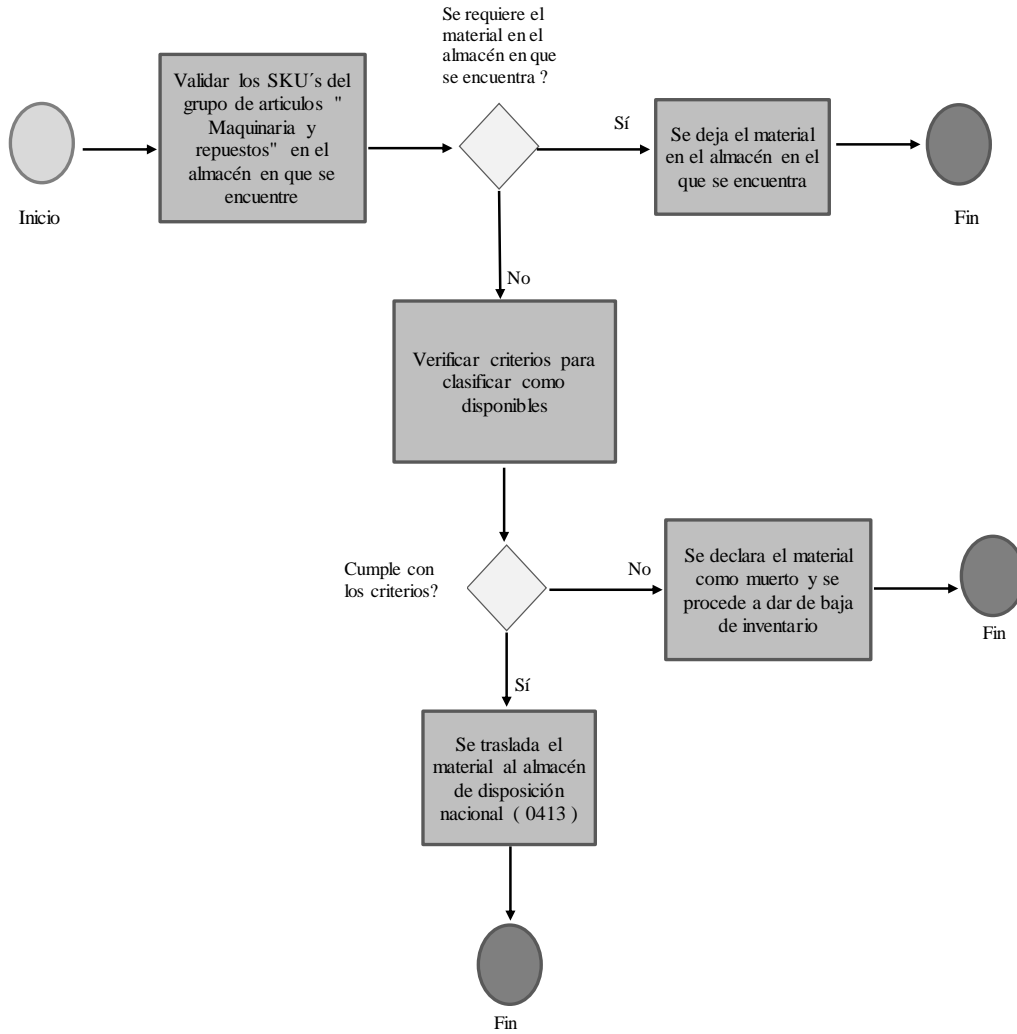 Se requiere el
material en el
almacén en que
se encuentra ?
Validar los SKU´s del
grupo de articulos "
Maquinaria y
repuestos" en el
almacén en que se
encuentre
Sí
Se deja el material
en el almacén en el
que se encuentra
Inicio
Fin
No
Verificar criterios para
clasificar como
disponibles
Cumple con
los criterios?
No
Se declara el material
como muerto y se
procede a dar de baja
de inventario
Fin
Sí
Se traslada el
material al almacén
de disposición
nacional ( 0413 )
Fin